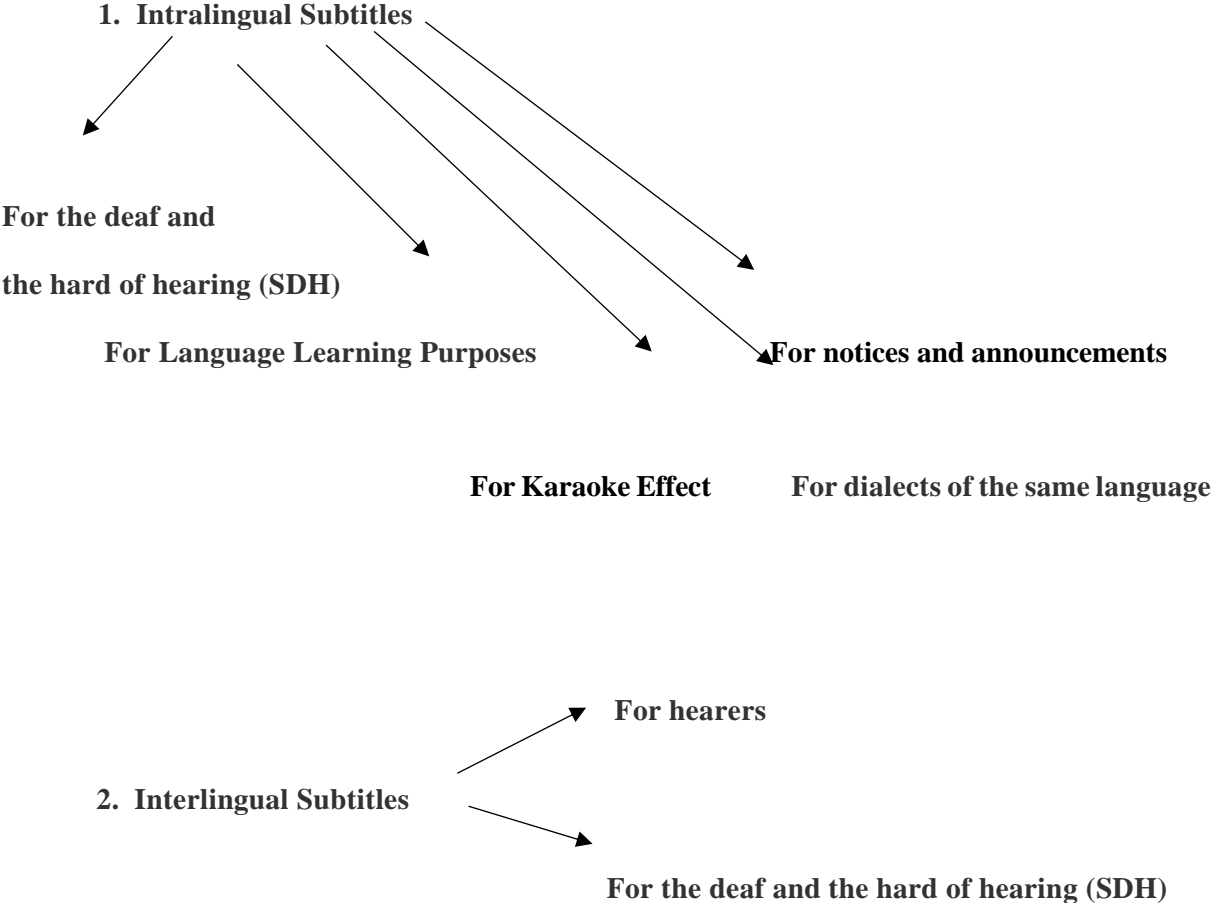 1. Intralingual Subtitles
For the deaf and
the hard of hearing (SDH)
For Language Learning Purposes
For notices and announcements
For Karaoke Effect
For dialects of the same language
For hearers
2. Interlingual Subtitles
For the deaf and the hard of hearing (SDH)